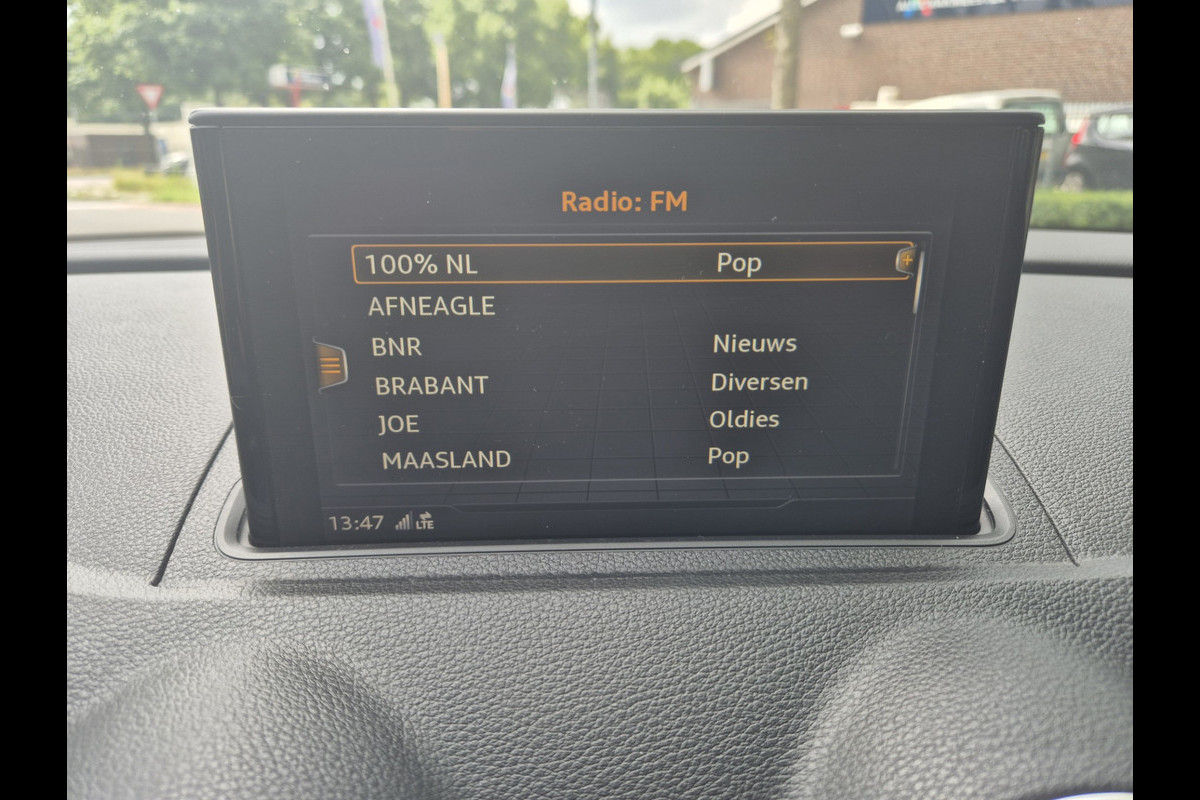 Radio: FM
100% NL Pop
AFNEAGLE
BNR Nieuws
BRABANT Diversen
JOE Oldies
MAASLAND Pop
13:47 LTE